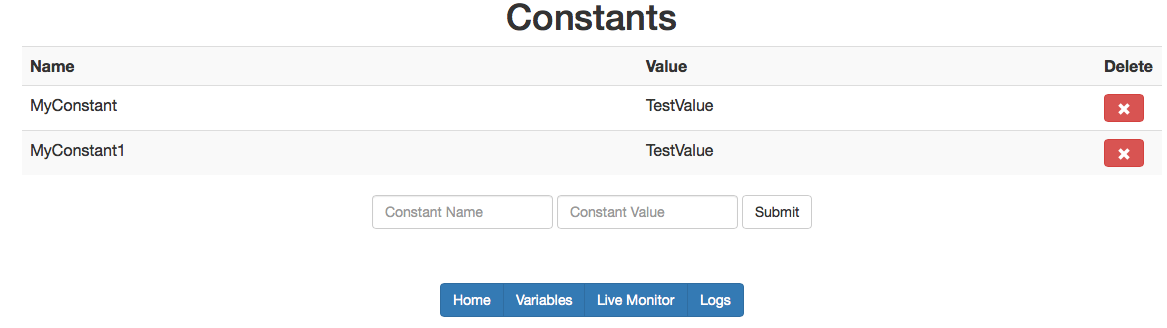 Constants
Name Value Delete
MyConstant TestValue
MyConstant1 TestValue
Constant Name Constant Value Submit
Home Variables Live Monitor Logs